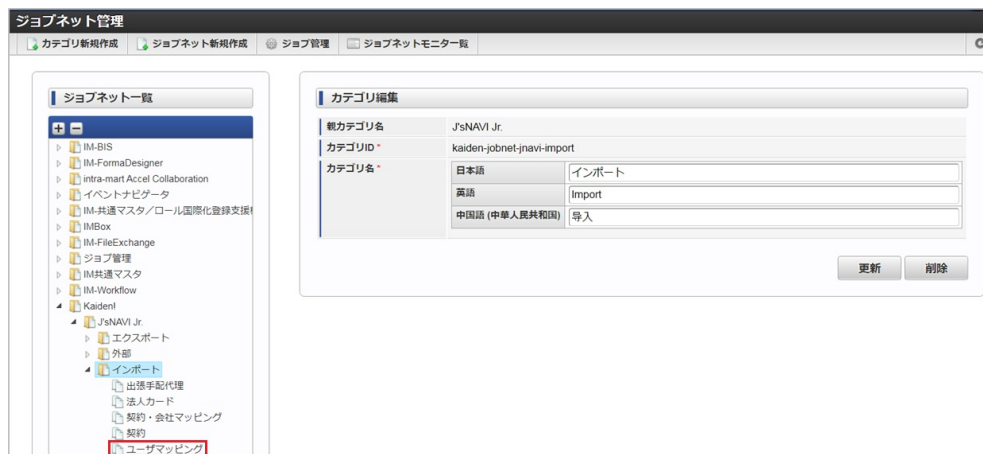 ジョブネット管理
カテゴリ新規作成 ジョブネット新規作成 ジョブ管理 ジョブネットモニター覧
ジョブネット一覧
IM-BIS
IM-FormaDesigner
intra-mart Accel Collaboration
イベントナビゲータ
IM-共通マスタ／ロール国際化登録支援
IMBox
IM-FileExchange
ジョブ管理
IM共通マスタ
IM-Workflow
Kaiden!
J'sNAVI Jr.
エクスポート
外部
インポート
出張手配代理
法人カード
契約・会社マッピング
契約
ユーザマッピング
カテゴリ編集
親カテゴリ名 J'sNAVI Jr.
カテゴリID * kaiden-jobnet-jnavi-import
カテゴリ名 *
日本語 インポート
英語 Import
中国語 (中華人民共和国) 导入
更新 削除